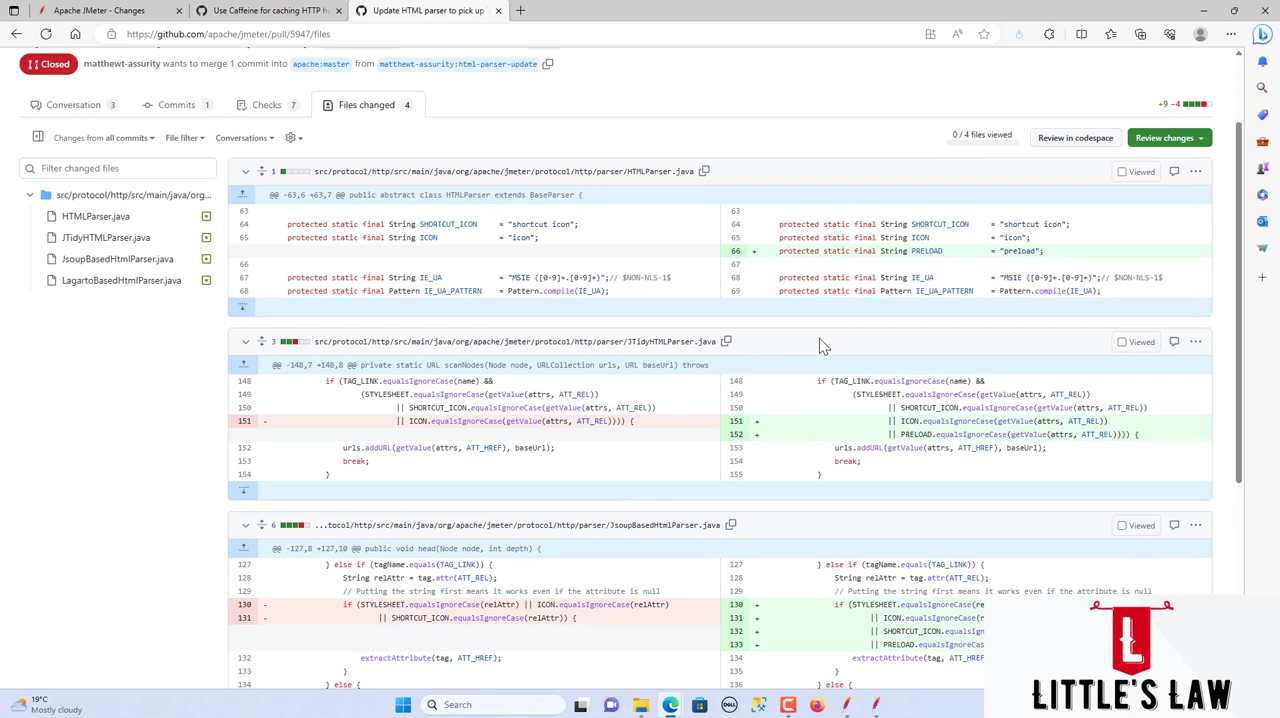 Apache JMeter - Changes
Use Caffeine for caching HTTP h
Update HTML parser to pick up
https://github.com/apache/jmeter/pull/5947/files
Closed
matthewt-assurity wants to merge 1 commit into apache:master from matthewt-assurity:html-parser-update
Conversation 3
Commits 1
Checks 7
Files changed 4
+9 −4
Changes from all commits
File filter
Conversations
0 / 4 files viewed
Review in codespace
Review changes
Filter changed files
src/protocol/http/src/main/java/org...
HTMLParser.java
JTidyHTMLParser.java
JsoupBasedHtmlParser.java
LagartoBasedHtmlParser.java
1 src/protocol/http/src/main/java/org/apache/jmeter/protocol/http/parser/HTMLParser.java
Viewed
@@ -63,6 +63,7 @@ public abstract class HTMLParser extends BaseParser {
63 63
64 protected static final String SHORTCUT_ICON = "shortcut icon"; 64 protected static final String SHORTCUT_ICON = "shortcut icon";
65 protected static final String ICON = "icon"; 65 protected static final String ICON = "icon";
66 + protected static final String PRELOAD = "preload";
66 67
67 protected static final String IE_UA = "MSIE ([0-9]+.[0-9]+)";// $NON-NLS-1$ 68 protected static final String IE_UA = "MSIE ([0-9]+.[0-9]+)";// $NON-NLS-1$
68 protected static final Pattern IE_UA_PATTERN = Pattern.compile(IE_UA); 69 protected static final Pattern IE_UA_PATTERN = Pattern.compile(IE_UA);
3 src/protocol/http/src/main/java/org/apache/jmeter/protocol/http/parser/JTidyHTMLParser.java
Viewed
@@ -148,7 +148,8 @@ private static URL scanNodes(Node node, URLCollection urls, URL baseUrl) throws
148 if (TAG_LINK.equalsIgnoreCase(name) && 148 if (TAG_LINK.equalsIgnoreCase(name) &&
149 (STYLESHEET.equalsIgnoreCase(getValue(attrs, ATT_REL)) 149 (STYLESHEET.equalsIgnoreCase(getValue(attrs, ATT_REL))
150 || SHORTCUT_ICON.equalsIgnoreCase(getValue(attrs, ATT_REL)) 150 || SHORTCUT_ICON.equalsIgnoreCase(getValue(attrs, ATT_REL))
151 - || ICON.equalsIgnoreCase(getValue(attrs, ATT_REL)))) { 151 + || ICON.equalsIgnoreCase(getValue(attrs, ATT_REL))
152 + || PRELOAD.equalsIgnoreCase(getValue(attrs, ATT_REL)))) {
152 urls.addURL(getValue(attrs, ATT_HREF), baseUrl); 153 urls.addURL(getValue(attrs, ATT_HREF), baseUrl);
153 break; 154 break;
154 } 155 }
6 ...tocol/http/src/main/java/org/apache/jmeter/protocol/http/parser/JsoupBasedHtmlParser.java
Viewed
@@ -127,8 +127,10 @@ public void head(Node node, int depth) {
127 } else if (tagName.equals(TAG_LINK)) { 127 } else if (tagName.equals(TAG_LINK)) {
128 String relAttr = tag.attr(ATT_REL); 128 String relAttr = tag.attr(ATT_REL);
129 // Putting the string first means it works even if the attribute is null 129 // Putting the string first means it works even if the attribute is null
130 - if (STYLESHEET.equalsIgnoreCase(relAttr) || ICON.equalsIgnoreCase(relAttr) 130 + if (STYLESHEET.equalsIgnoreCase(re
131 - || SHORTCUT_ICON.equalsIgnoreCase(relAttr)) { 131 + || ICON.equalsIgnoreCas
132 + || SHORTCUT_ICON.equalsIgn
133 + || PRELOAD.equalsIgnore
132 extractAttribute(tag, ATT_HREF); 134 extractAttribute(tag, ATT_HREF);
133 } 135
134 } else { 136 } else {
L
LITTLE'S LAW
19°C
Mostly cloudy
Search
DELL